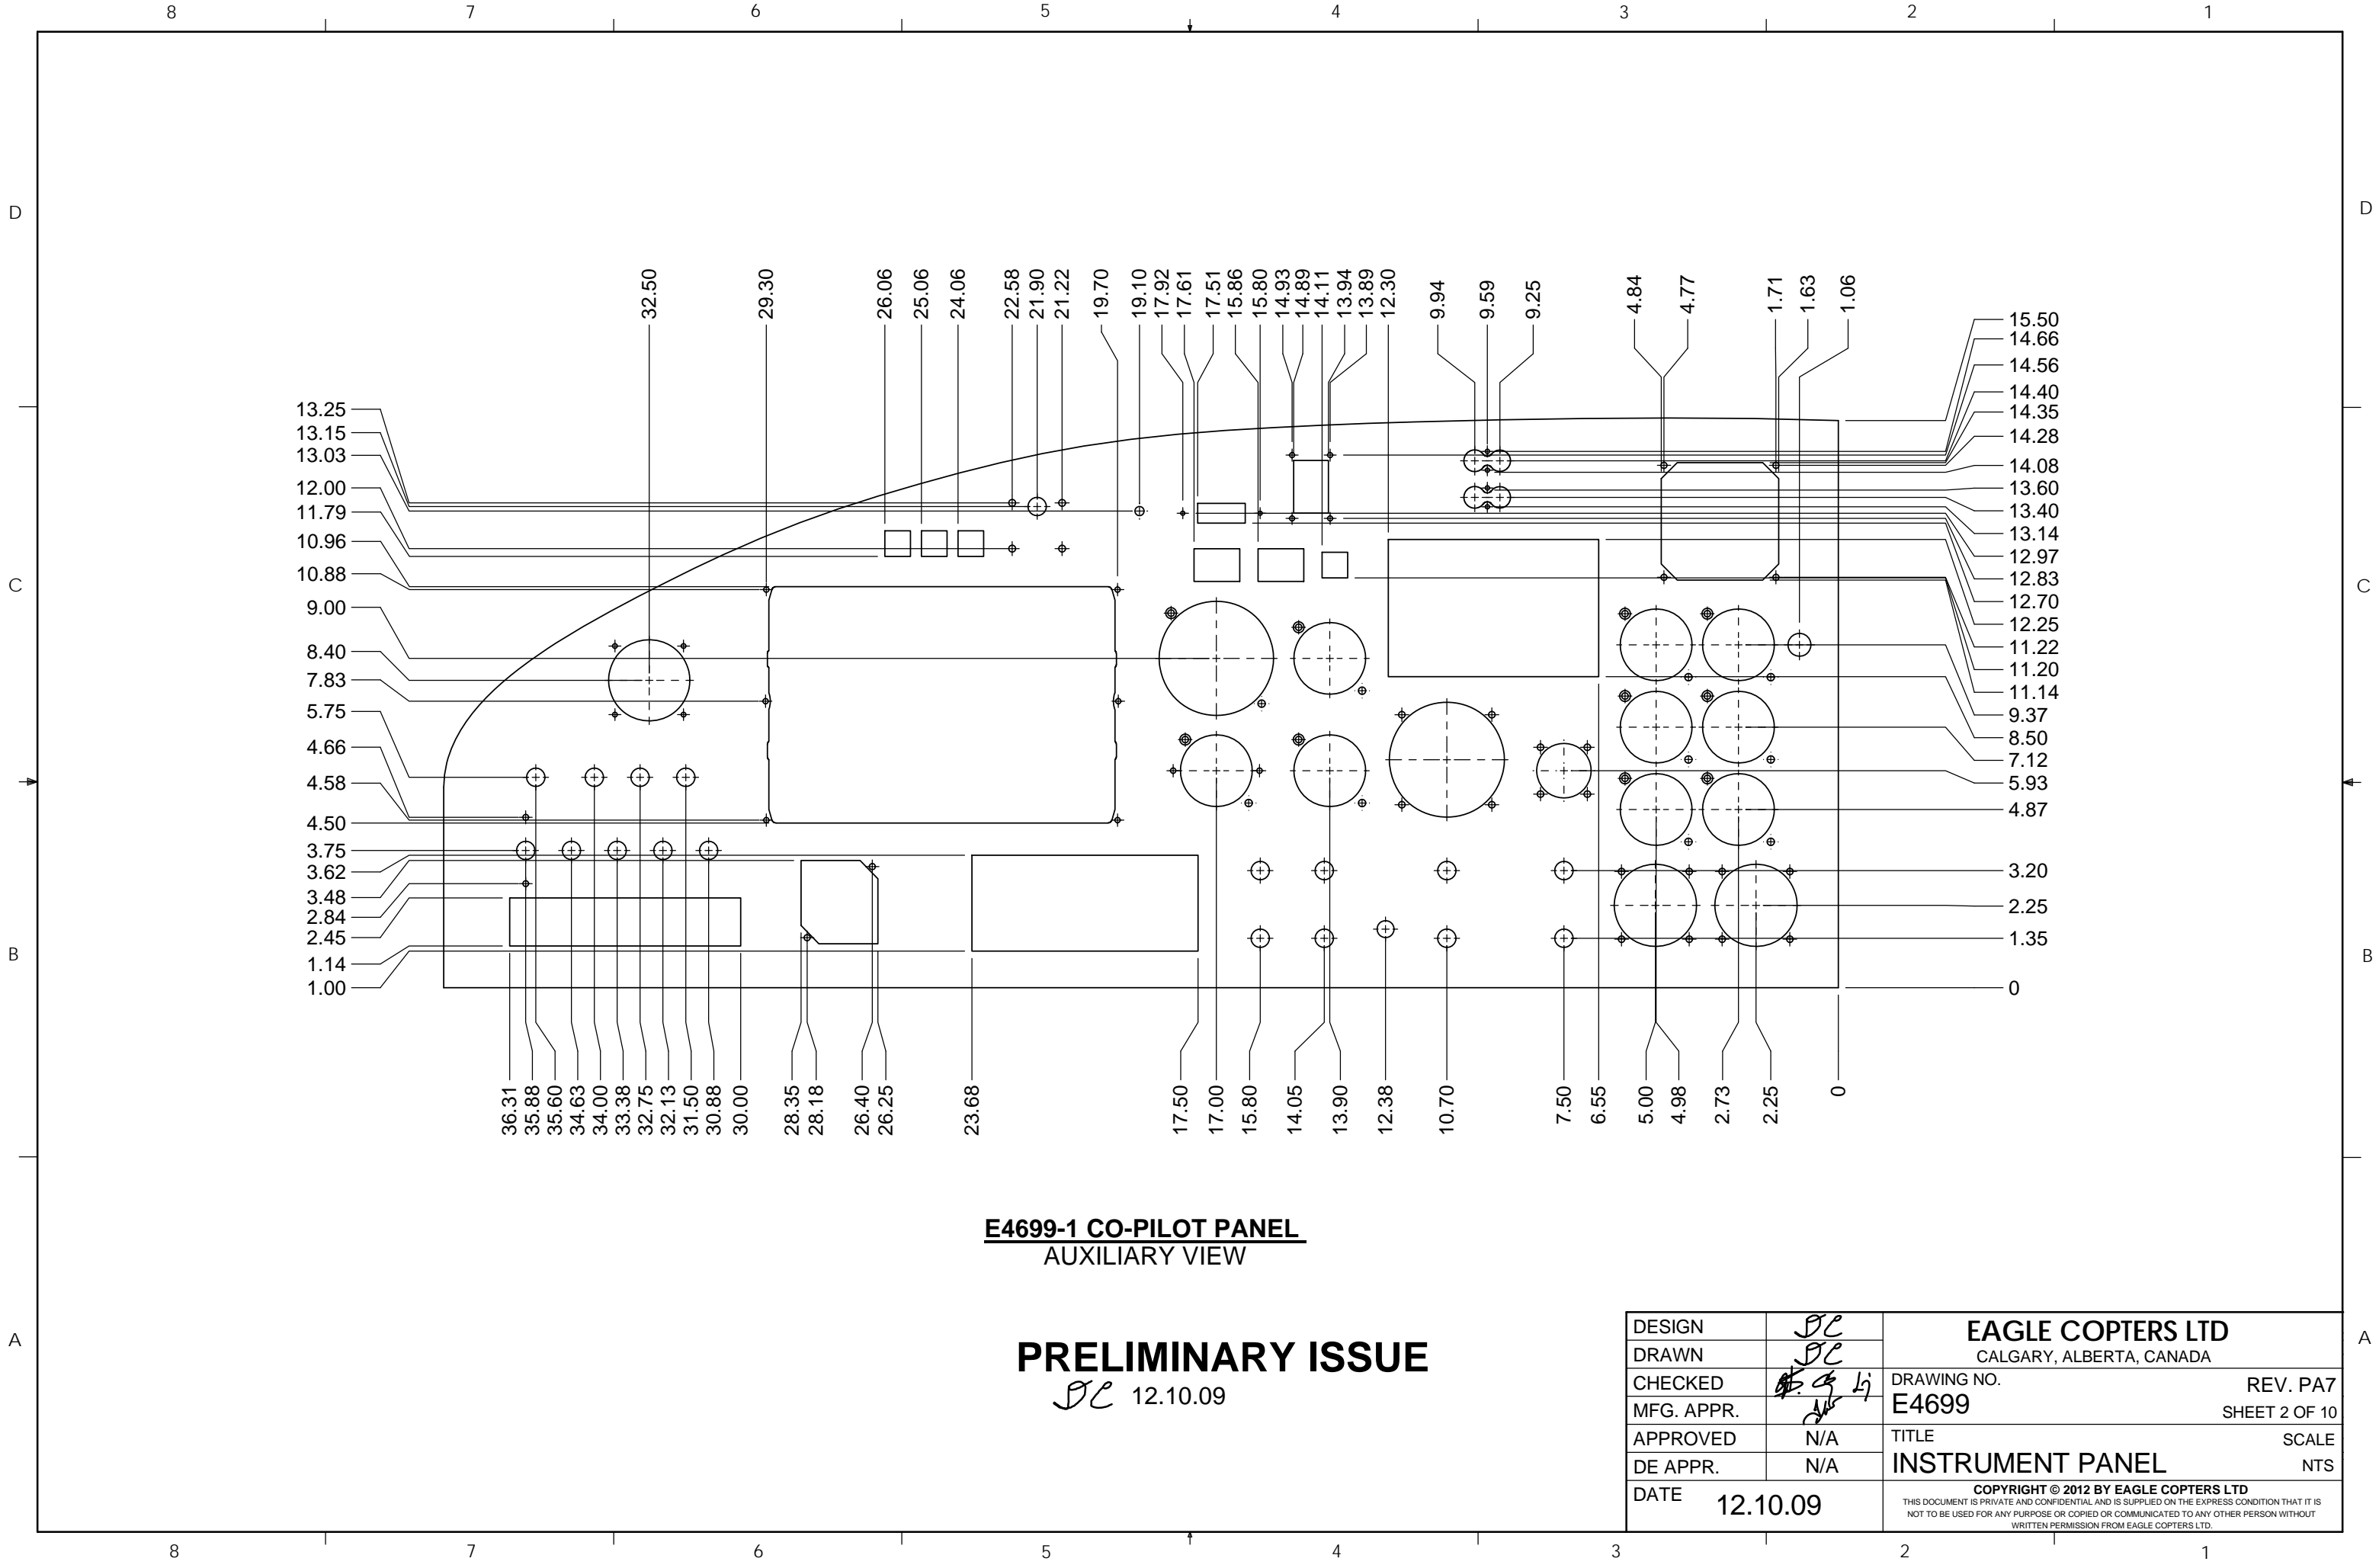 8 7 6 5 4 3 2 1
D D
32.50 29.30 26.06 25.06 24.06 22.58 21.90 21.22 19.70 19.10 17.92 17.61 17.51 15.86 15.80 14.93 14.89 14.11 13.94 13.89 12.30 9.94 9.59 9.25 4.84 4.77 1.71 1.63 1.06
13.25
13.15
13.03
12.00
11.79
10.96
10.88
9.00
8.40
7.83
5.75
4.66
4.58
4.50
3.75
3.62
3.48
2.84
2.45
1.14
1.00
15.50
14.66
14.56
14.40
14.35
14.28
14.08
13.60
13.40
13.14
12.97
12.83
12.70
12.25
11.22
11.20
11.14
9.37
8.50
7.12
5.93
4.87
3.20
2.25
1.35
0
C C
B B
36.31 35.88 35.60 34.63 34.00 33.38 32.75 32.13 31.50 30.88 30.00 28.35 28.18 26.40 26.25 23.68 17.50 17.00 15.80 14.05 13.90 12.38 10.70 7.50 6.55 5.00 4.98 2.73 2.25 0
E4699-1 CO-PILOT PANEL
AUXILIARY VIEW
A A
PRELIMINARY ISSUE
DC 12.10.09
DESIGN DC
DRAWN DC
CHECKED
MFG. APPR.
APPROVED N/A
DE APPR. N/A
DATE 12.10.09
EAGLE COPTERS LTD
CALGARY, ALBERTA, CANADA
DRAWING NO. REV. PA7
E4699 SHEET 2 OF 10
TITLE SCALE
INSTRUMENT PANEL NTS
COPYRIGHT © 2012 BY EAGLE COPTERS LTD
THIS DOCUMENT IS PRIVATE AND CONFIDENTIAL AND IS SUPPLIED ON THE EXPRESS CONDITION THAT IT IS
NOT TO BE USED FOR ANY PURPOSE OR COPIED OR COMMUNICATED TO ANY OTHER PERSON WITHOUT
WRITTEN PERMISSION FROM EAGLE COPTERS LTD.
8 7 6 5 4 3 2 1